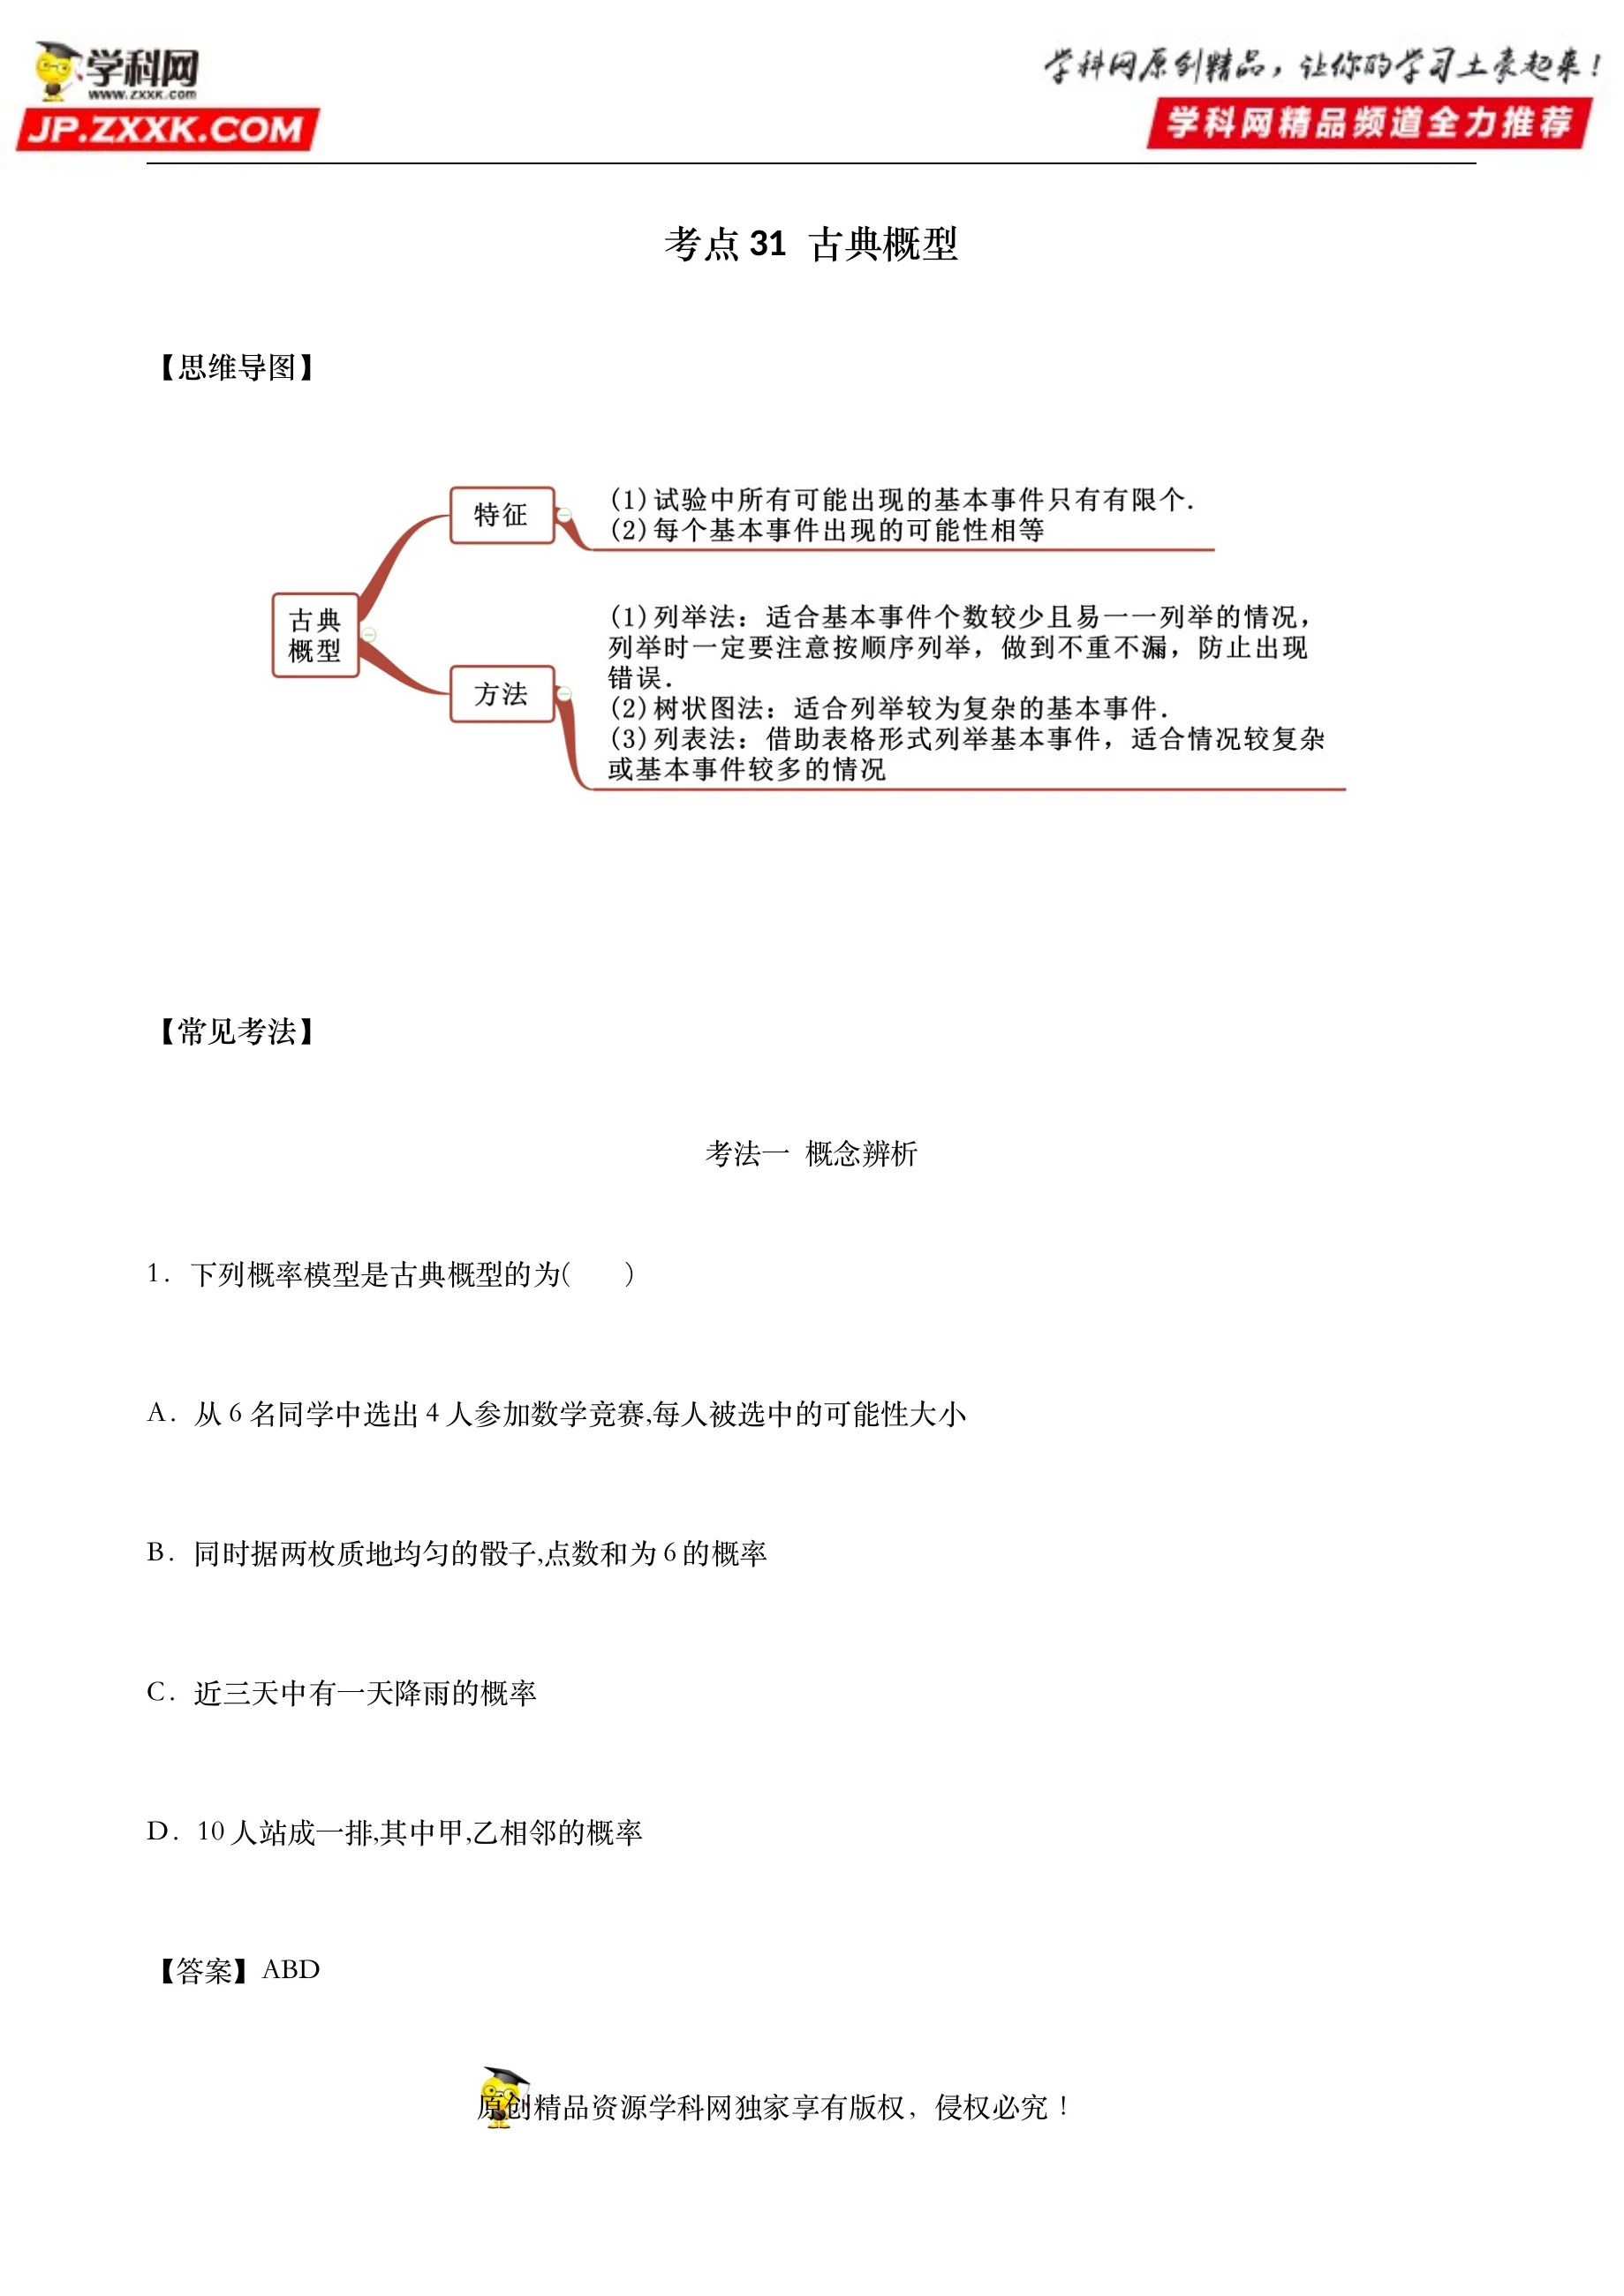 学科网
www.zxxk.com
JP.ZXXK.COM
学科网原创精品，让你的学习土豪起来！
学科网精品频道全力推荐
考点 31 古典概型
【思维导图】
特征
(1)试验中所有可能出现的基本事件只有有限个.
(2)每个基本事件出现的可能性相等
古典
概型
方法
(1)列举法：适合基本事件个数较少且易一一列举的情况，
列举时一定要注意按顺序列举，做到不重不漏，防止出现
错误.
(2)树状图法：适合列举较为复杂的基本事件.
(3)列表法：借助表格形式列举基本事件，适合情况较复杂
或基本事件较多的情况
【常见考法】
考法一 概念辨析
1．下列概率模型是古典概型的为(　　)
A．从 6 名同学中选出 4 人参加数学竞赛,每人被选中的可能性大小
B．同时据两枚质地均匀的骰子,点数和为 6 的概率
C．近三天中有一天降雨的概率
D．10 人站成一排,其中甲,乙相邻的概率
【答案】ABD
原创精品资源学科网独家享有版权，侵权必究！